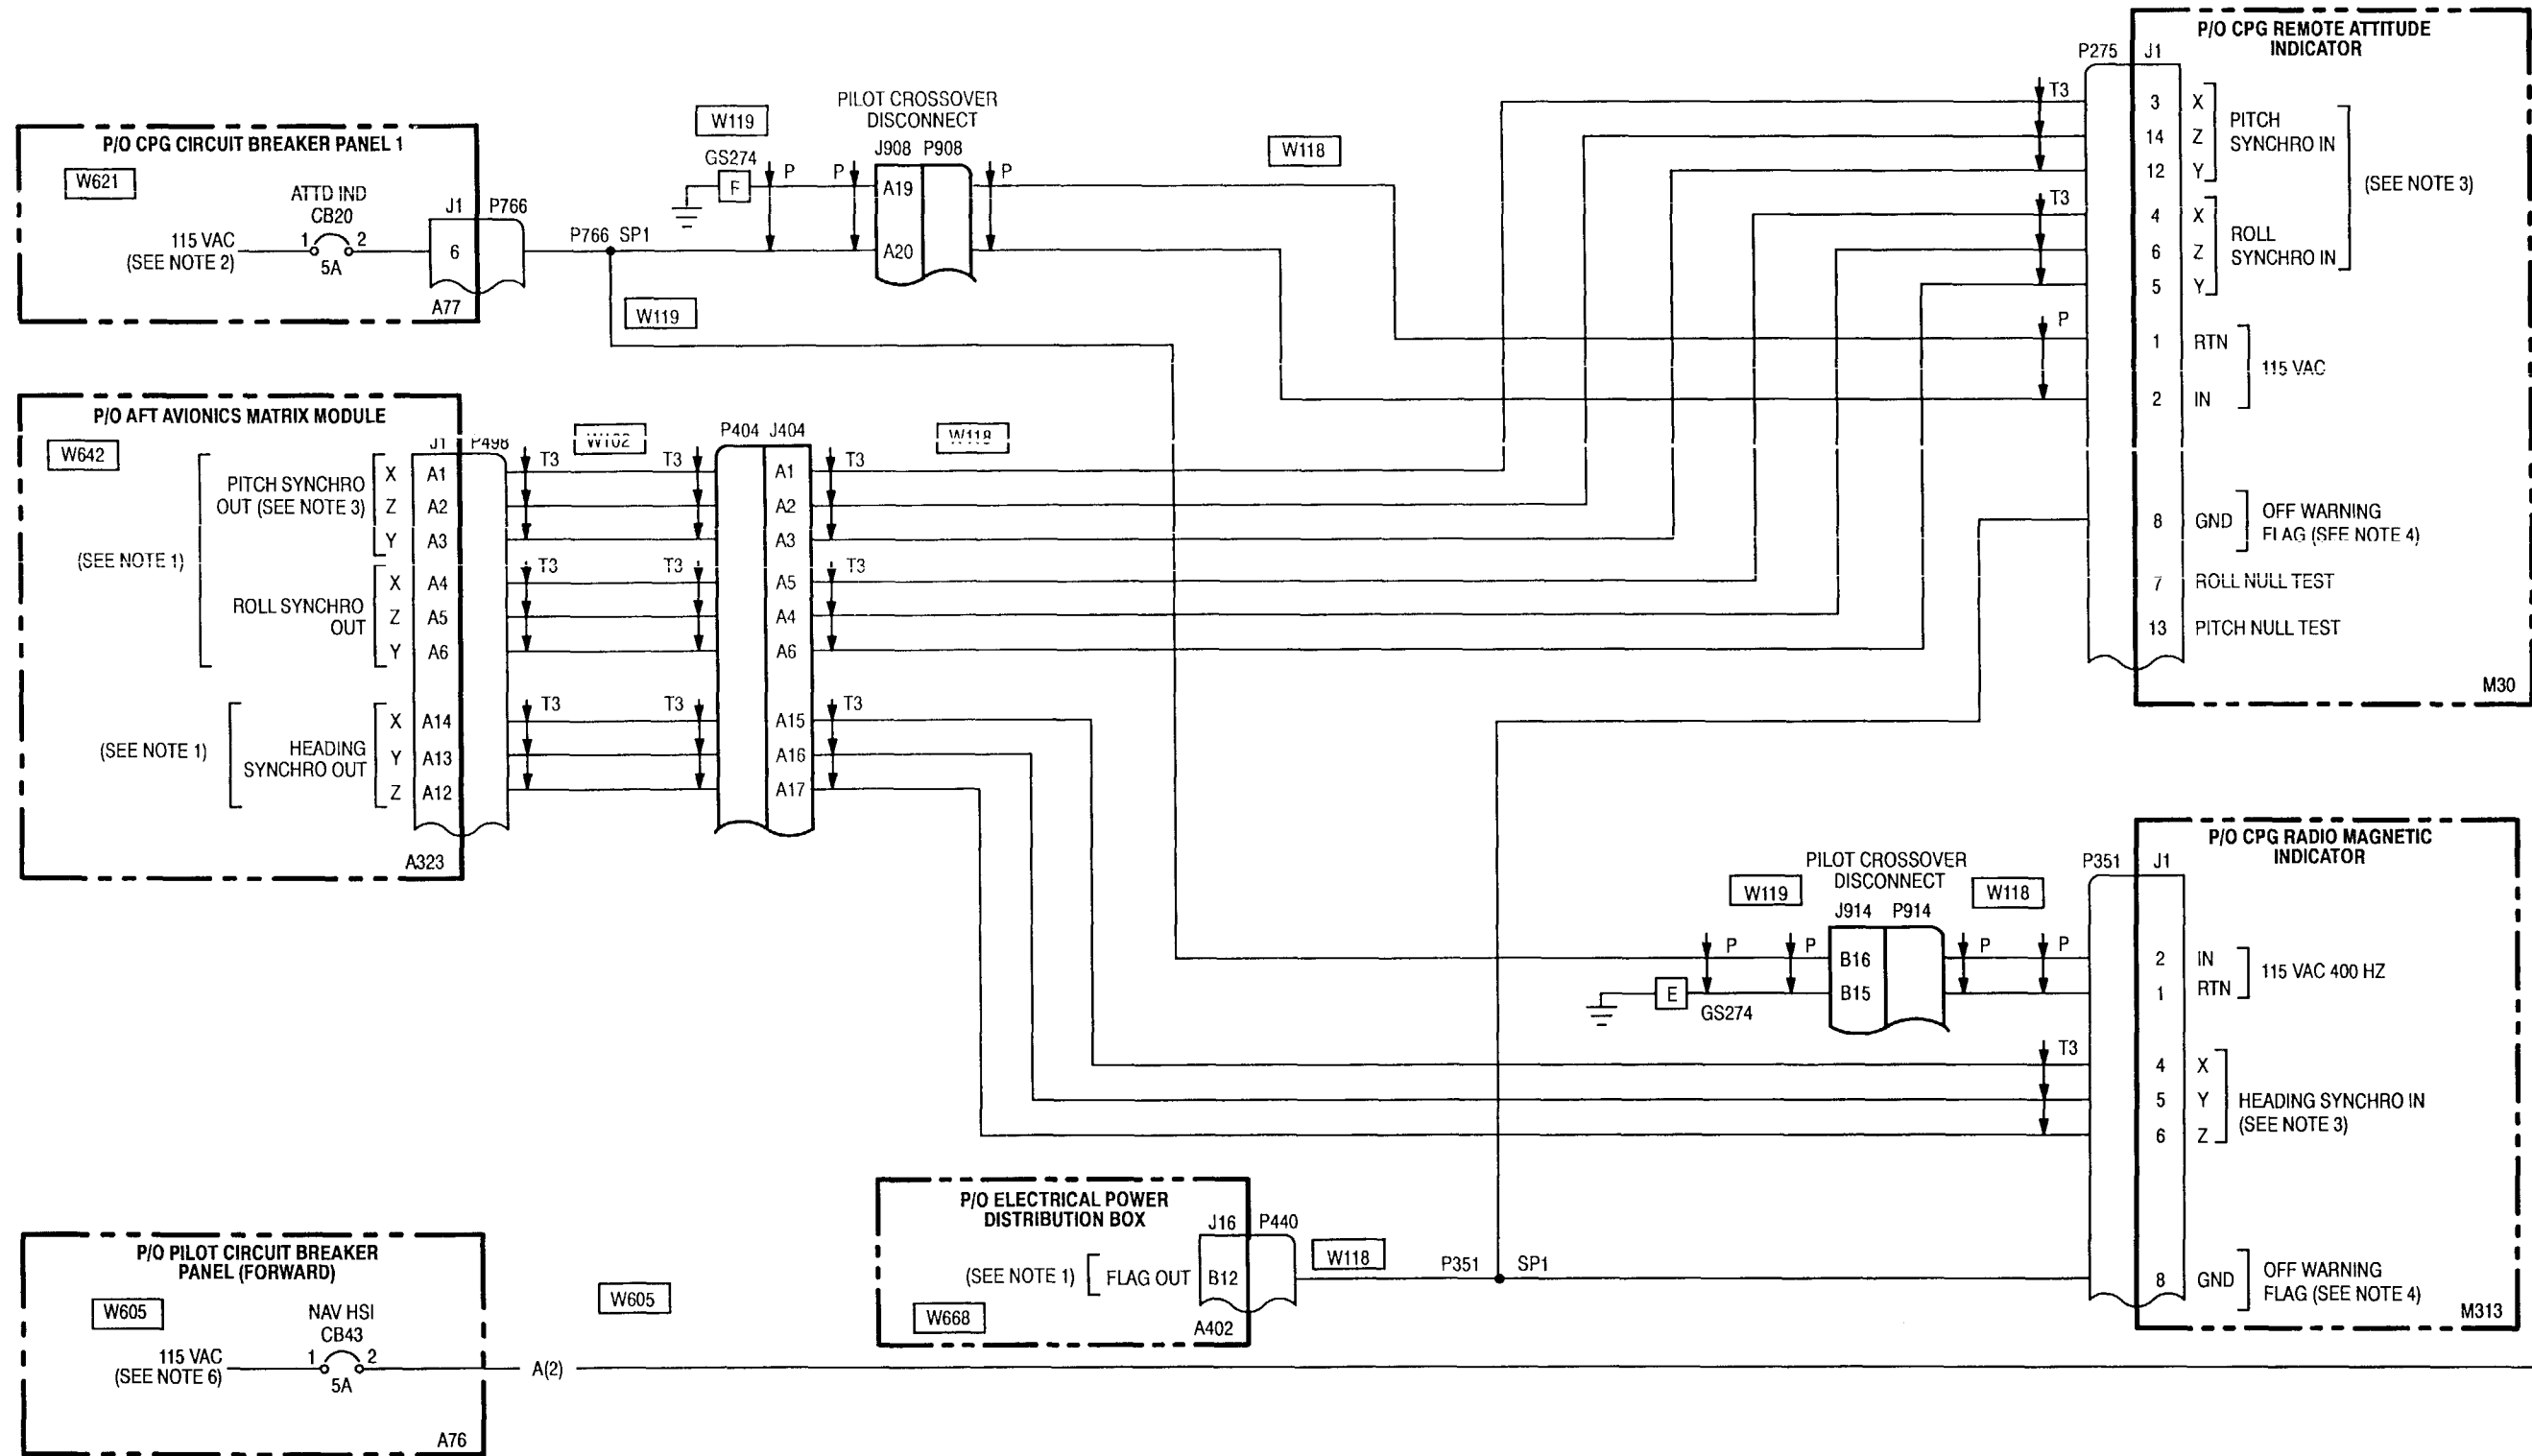 P/O CPG CIRCUIT BREAKER PANEL 1
W621
ATTD IND
CB20
115 VAC
(SEE NOTE 2)
1
2
5A
J1
P766
6
A77
P766
SP1
W119
W119
GS274
F
P
P
PILOT CROSSOVER
DISCONNECT
J908 P908
A19
A20
P
W118
P/O CPG REMOTE ATTITUDE
INDICATOR
P275
J1
T3
3 X
14 Z
12 Y
PITCH
SYNCHRO IN
(SEE NOTE 3)
T3
4 X
6 Z
5 Y
ROLL
SYNCHRO IN
P
1 RTN
2 IN
115 VAC
8 GND
OFF WARNING
FLAG (SEE NOTE 4)
7 ROLL NULL TEST
13 PITCH NULL TEST
M30
P/O AFT AVIONICS MATRIX MODULE
W642
J1 P498
PITCH SYNCHRO
OUT (SEE NOTE 3)
X A1
Z A2
Y A3
(SEE NOTE 1)
ROLL SYNCHRO
OUT
X A4
Z A5
Y A6
(SEE NOTE 1)
HEADING
SYNCHRO OUT
X A14
Y A13
Z A12
A323
T3 W102 T3
T3 T3
T3 T3
P404 J404
A1
A2
A3
A5
A4
A6
A15
A16
A17
T3
W118
T3
T3
P/O CPG RADIO MAGNETIC
INDICATOR
P351
J1
PILOT CROSSOVER
DISCONNECT
W119
W118
J914 P914
P
P
B16
B15
P
P
E
GS274
2 IN
1 RTN
115 VAC 400 HZ
T3
4 X
5 Y
6 Z
HEADING SYNCHRO IN
(SEE NOTE 3)
8 GND
OFF WARNING
FLAG (SEE NOTE 4)
M313
P/O ELECTRICAL POWER
DISTRIBUTION BOX
J16 P440
(SEE NOTE 1)
FLAG OUT
B12
W668
A402
W118
P351
SP1
P/O PILOT CIRCUIT BREAKER
PANEL (FORWARD)
W605
NAV HSI
CB43
115 VAC
(SEE NOTE 6)
1
2
5A
A76
W605
A(2)